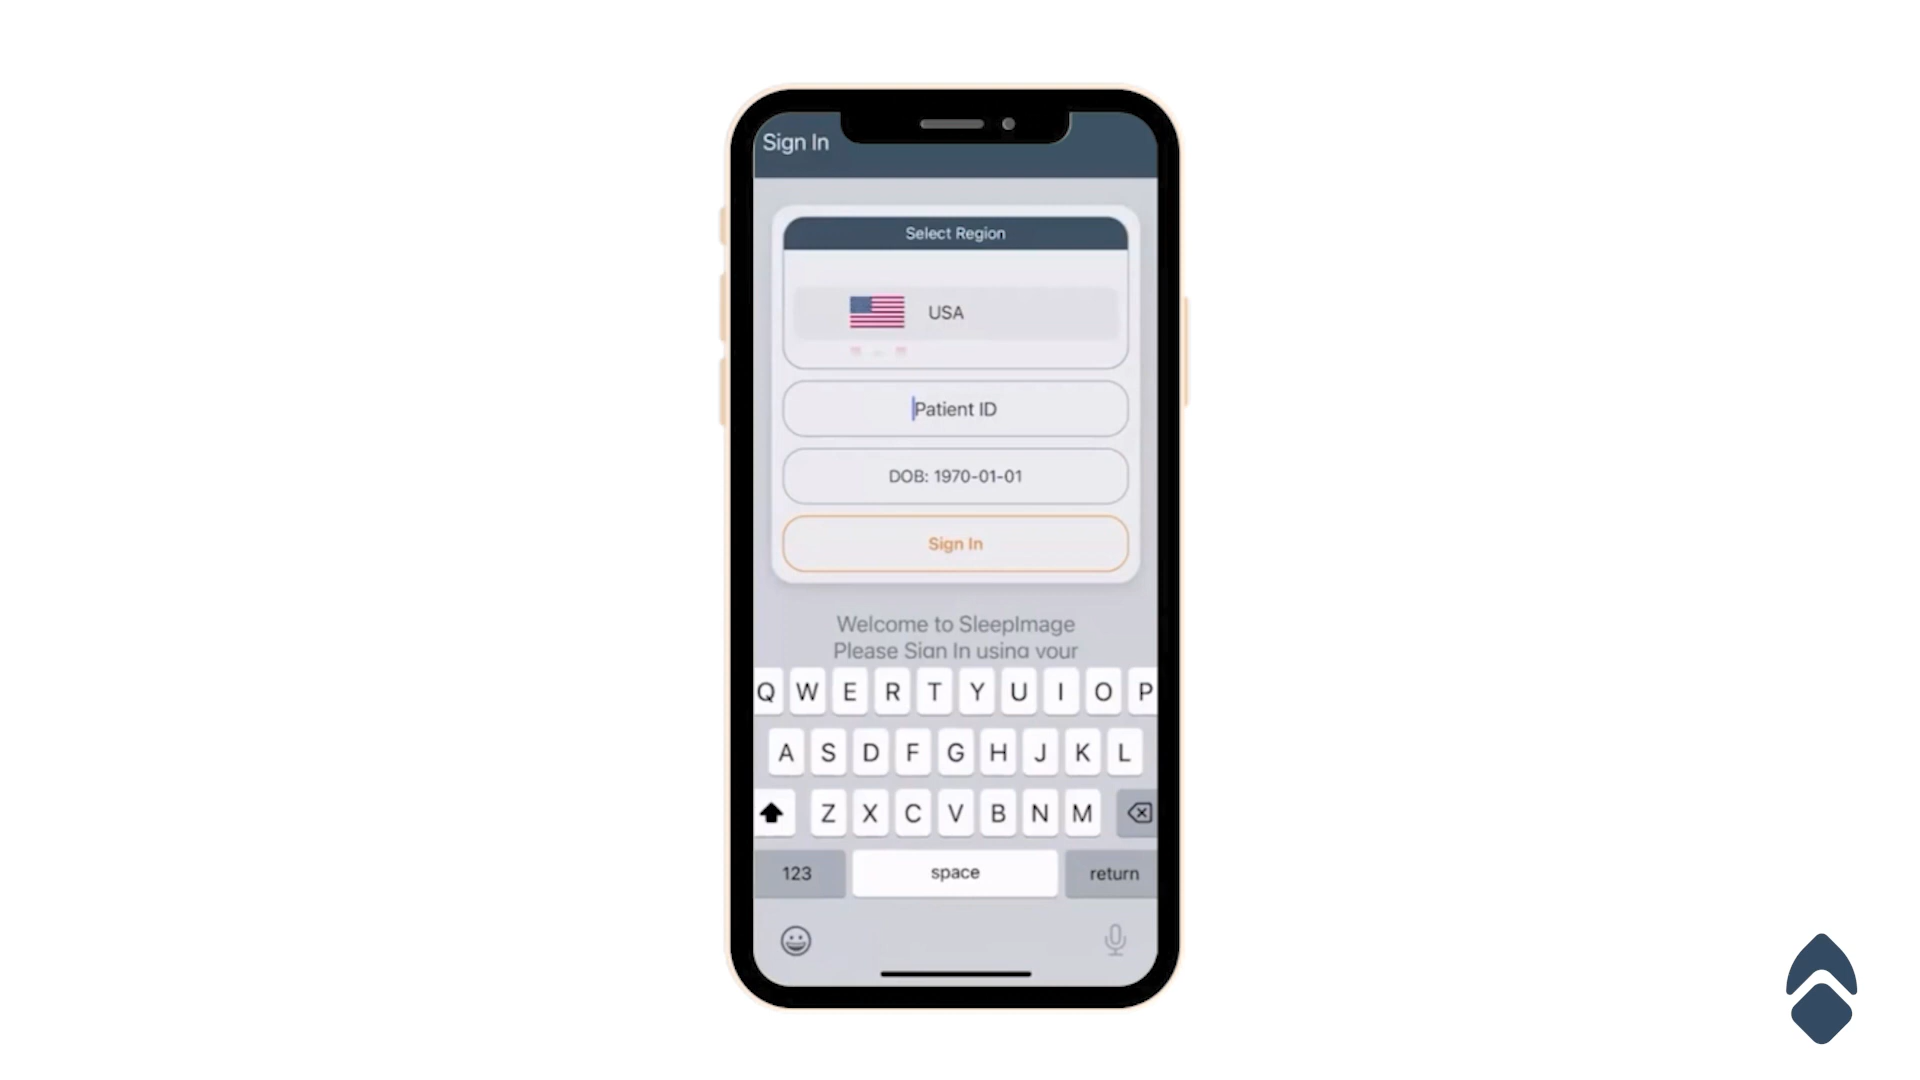 Sign In
Select Region
USA
Patient ID
DOB: 1970-01-01
Sign In
Welcome to SleepImage
Please Sign In using your
Q W E R T Y U I O P
A S D F G H J K L
Z X C V B N M
123 space return